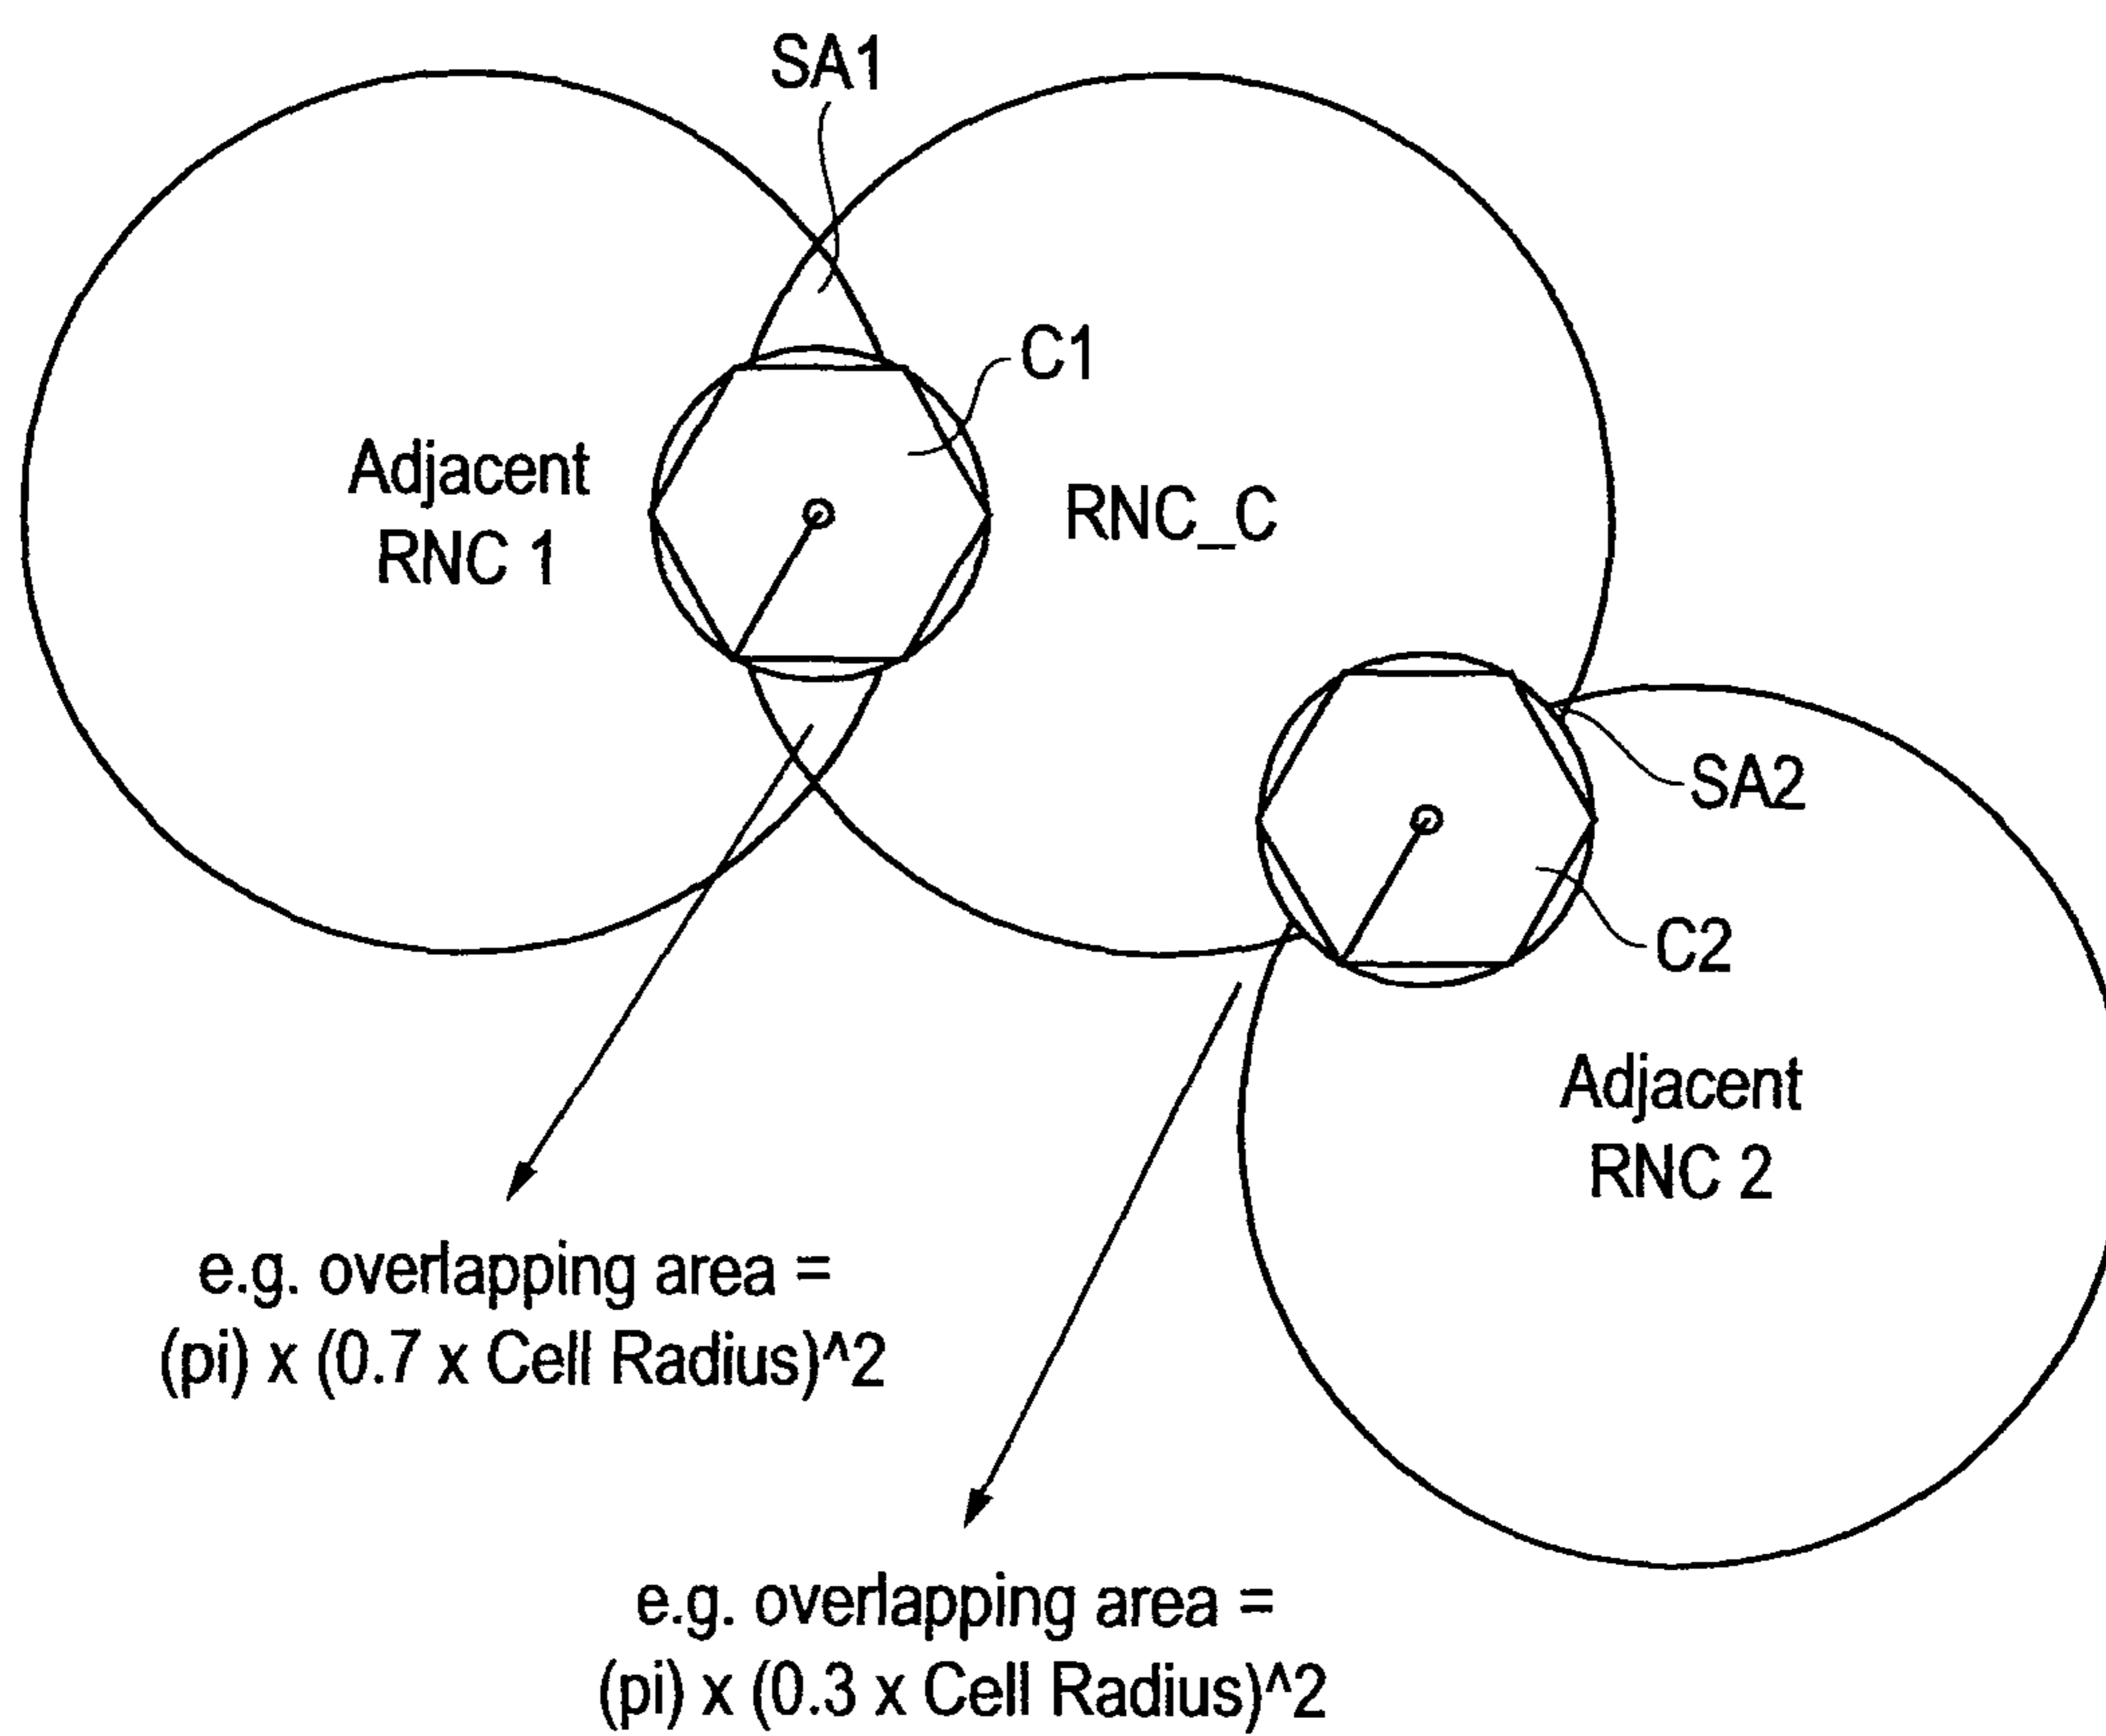 SA1
C1
Adjacent
RNC 1
RNC_C
SA2
C2
Adjacent
RNC 2
e.g. overlapping area =
(pi) x (0.7 x Cell Radius)^2
e.g. overlapping area =
(pi) x (0.3 x Cell Radius)^2